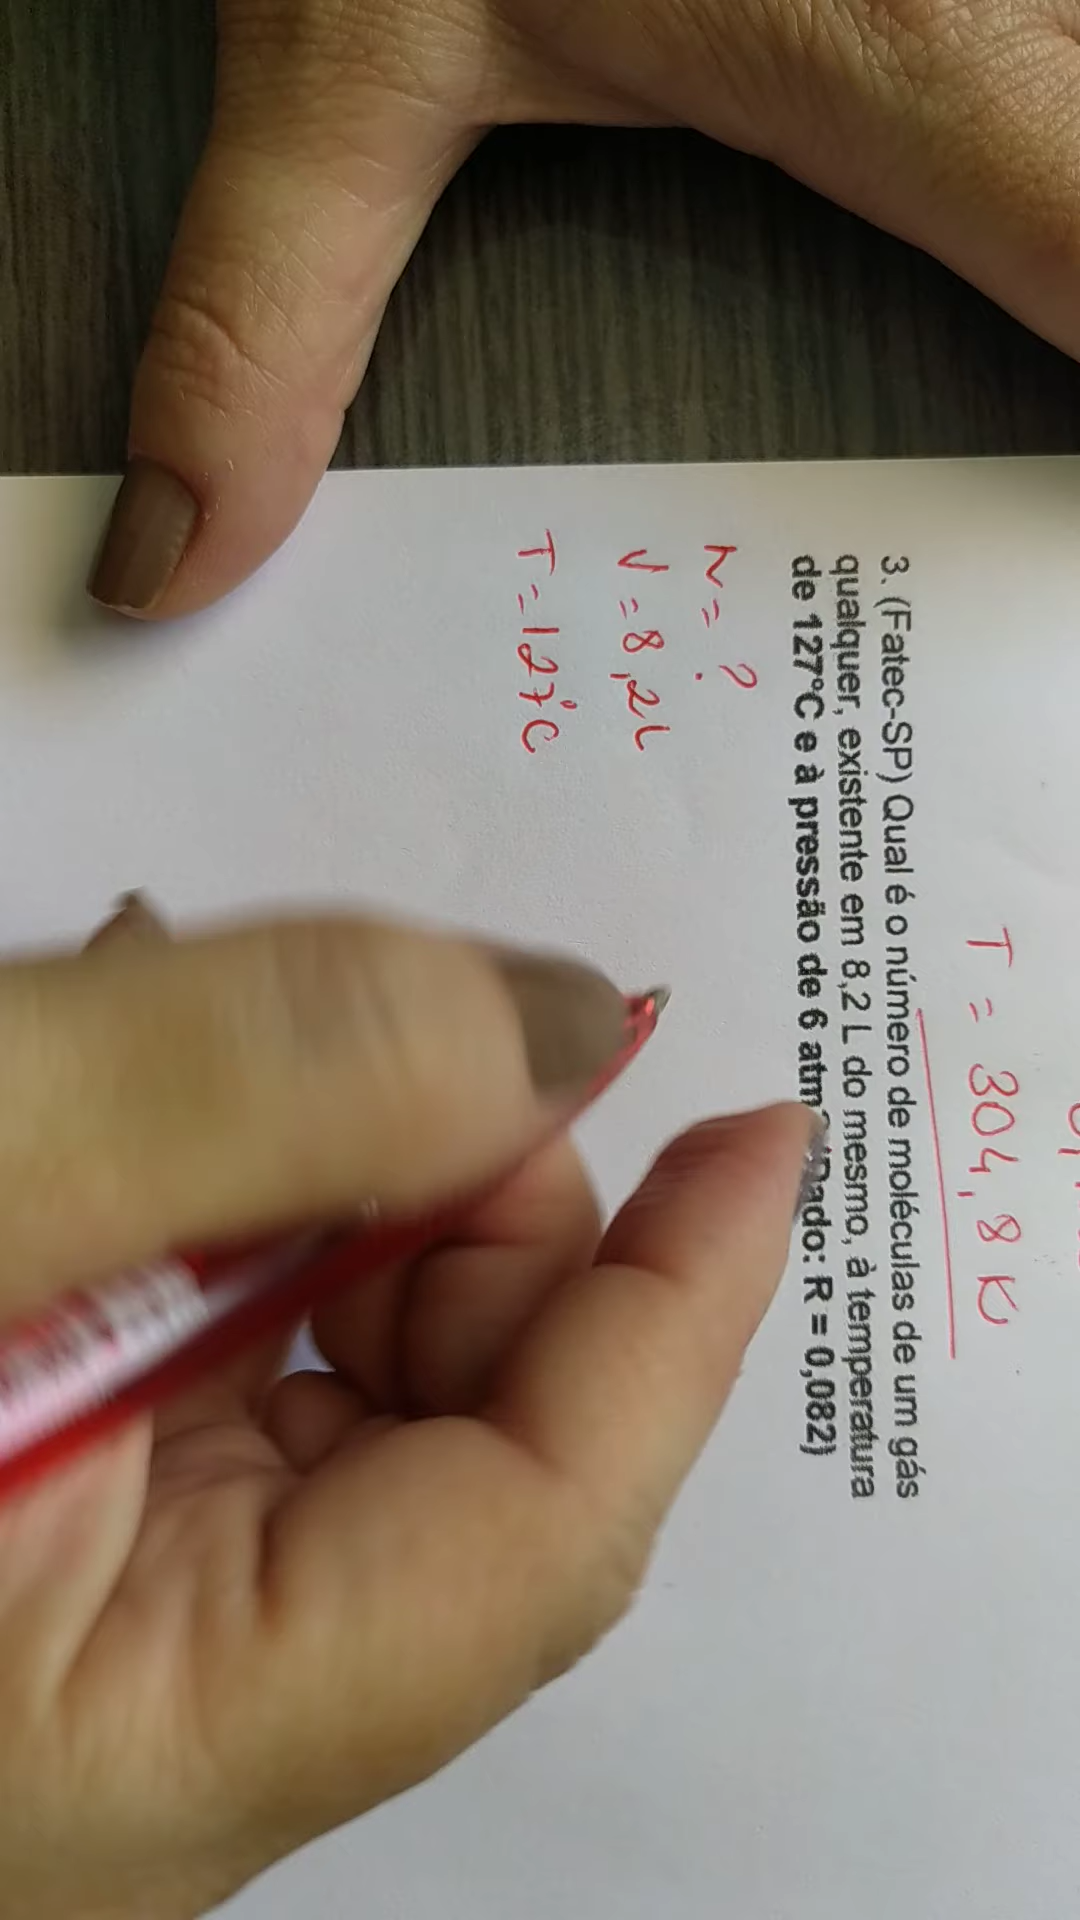 T = 304,8 K
3. (Fatec-SP) Qual é o número de moléculas de um gás
qualquer, existente em 8,2 L do mesmo, à temperatura
de 127°C e à pressão de 6 atm? (Dado: R = 0,082)
N = ?
V = 8,2L
T = 127°C